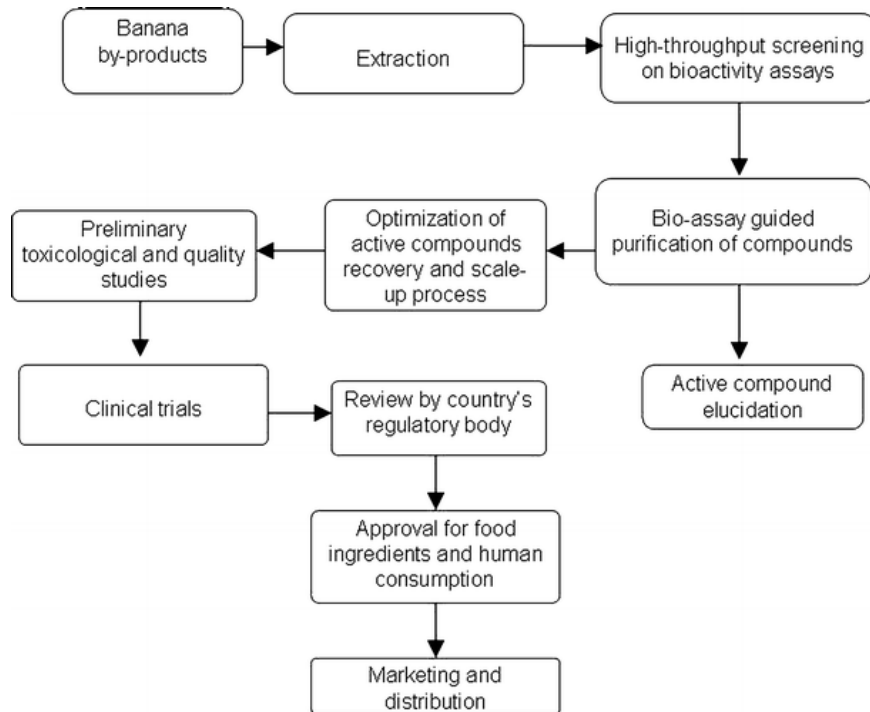 Banana
by-products
Extraction
High-throughput screening
on bioactivity assays
Preliminary
toxicological and quality
studies
Optimization of
active compounds
recovery and scale-
up process
Bio-assay guided
purification of compounds
Clinical trials
Review by country's
regulatory body
Active compound
elucidation
Approval for food
ingredients and human
consumption
Marketing and
distribution